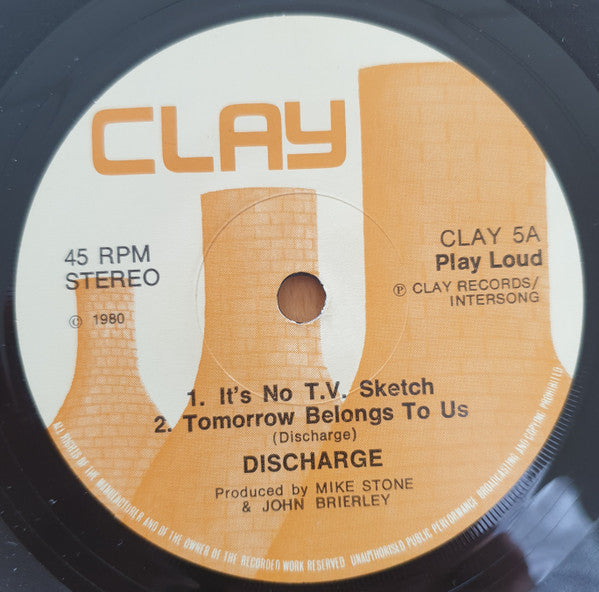 CLAY
45 RPM
STEREO
© 1980
CLAY 5A
Play Loud
℗ CLAY RECORDS/
INTERSONG
1. It's No T.V. Sketch
2. Tomorrow Belongs To Us
(Discharge)
DISCHARGE
Produced by MIKE STONE
& JOHN BRIERLEY
ALL RIGHTS OF THE MANUFACTURER AND OF THE OWNER OF THE RECORDED WORK RESERVED. UNAUTHORISED PUBLIC PERFORMANCE BROADCASTING AND COPYING PROHIBITED